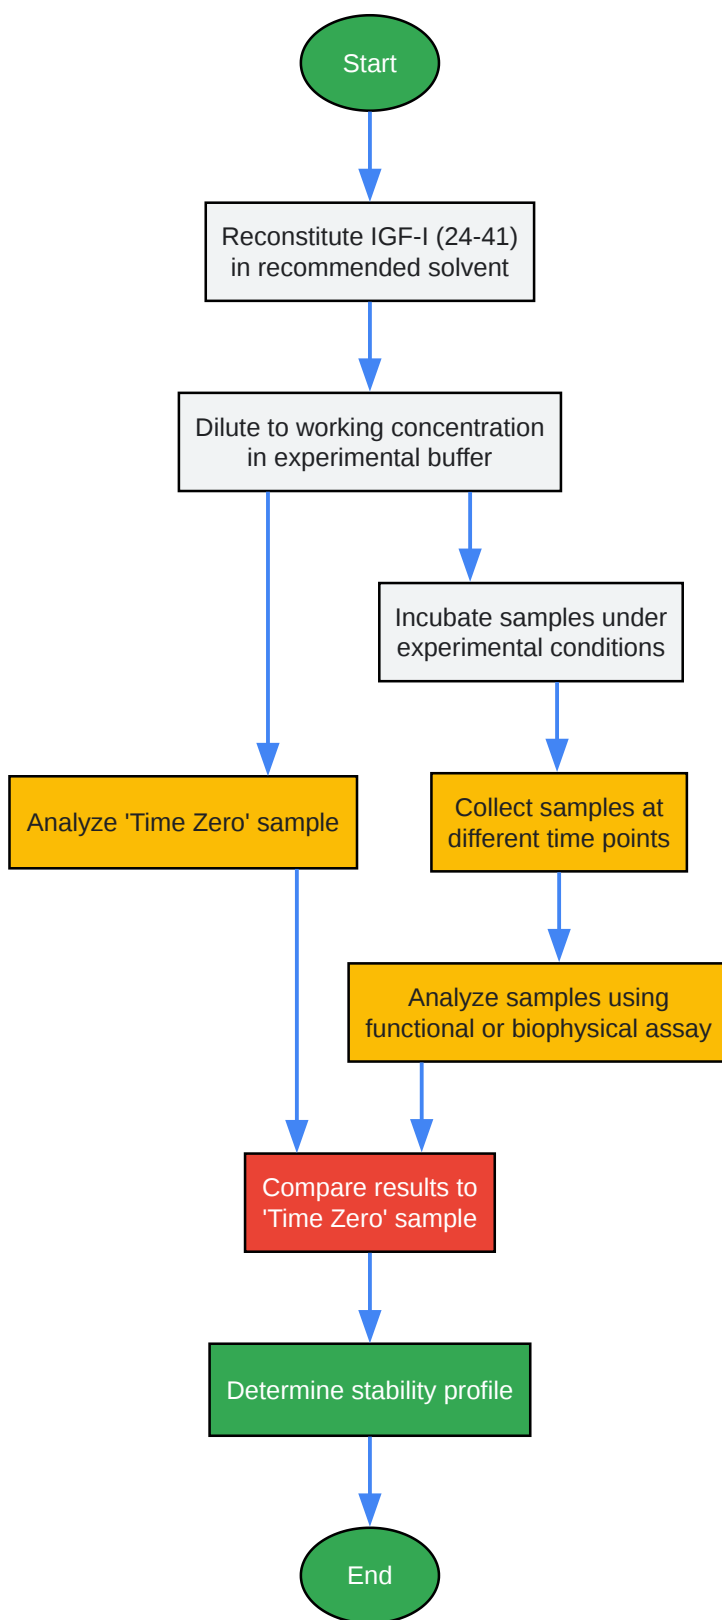 Start
Reconstitute IGF-I (24-41)
in recommended solvent
Dilute to working concentration
in experimental buffer
Incubate samples under
experimental conditions
Analyze 'Time Zero' sample
Collect samples at
different time points
Analyze samples using
functional or biophysical assay
Compare results to
'Time Zero' sample
Determine stability profile
End